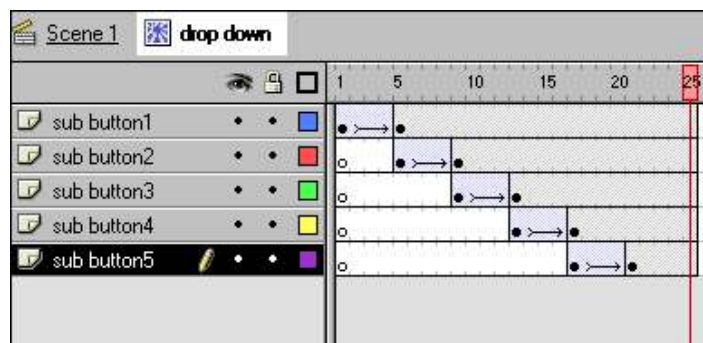 Scene 1 drop down
1 5 10 15 20 25
sub button1
sub button2
sub button3
sub button4
sub button5